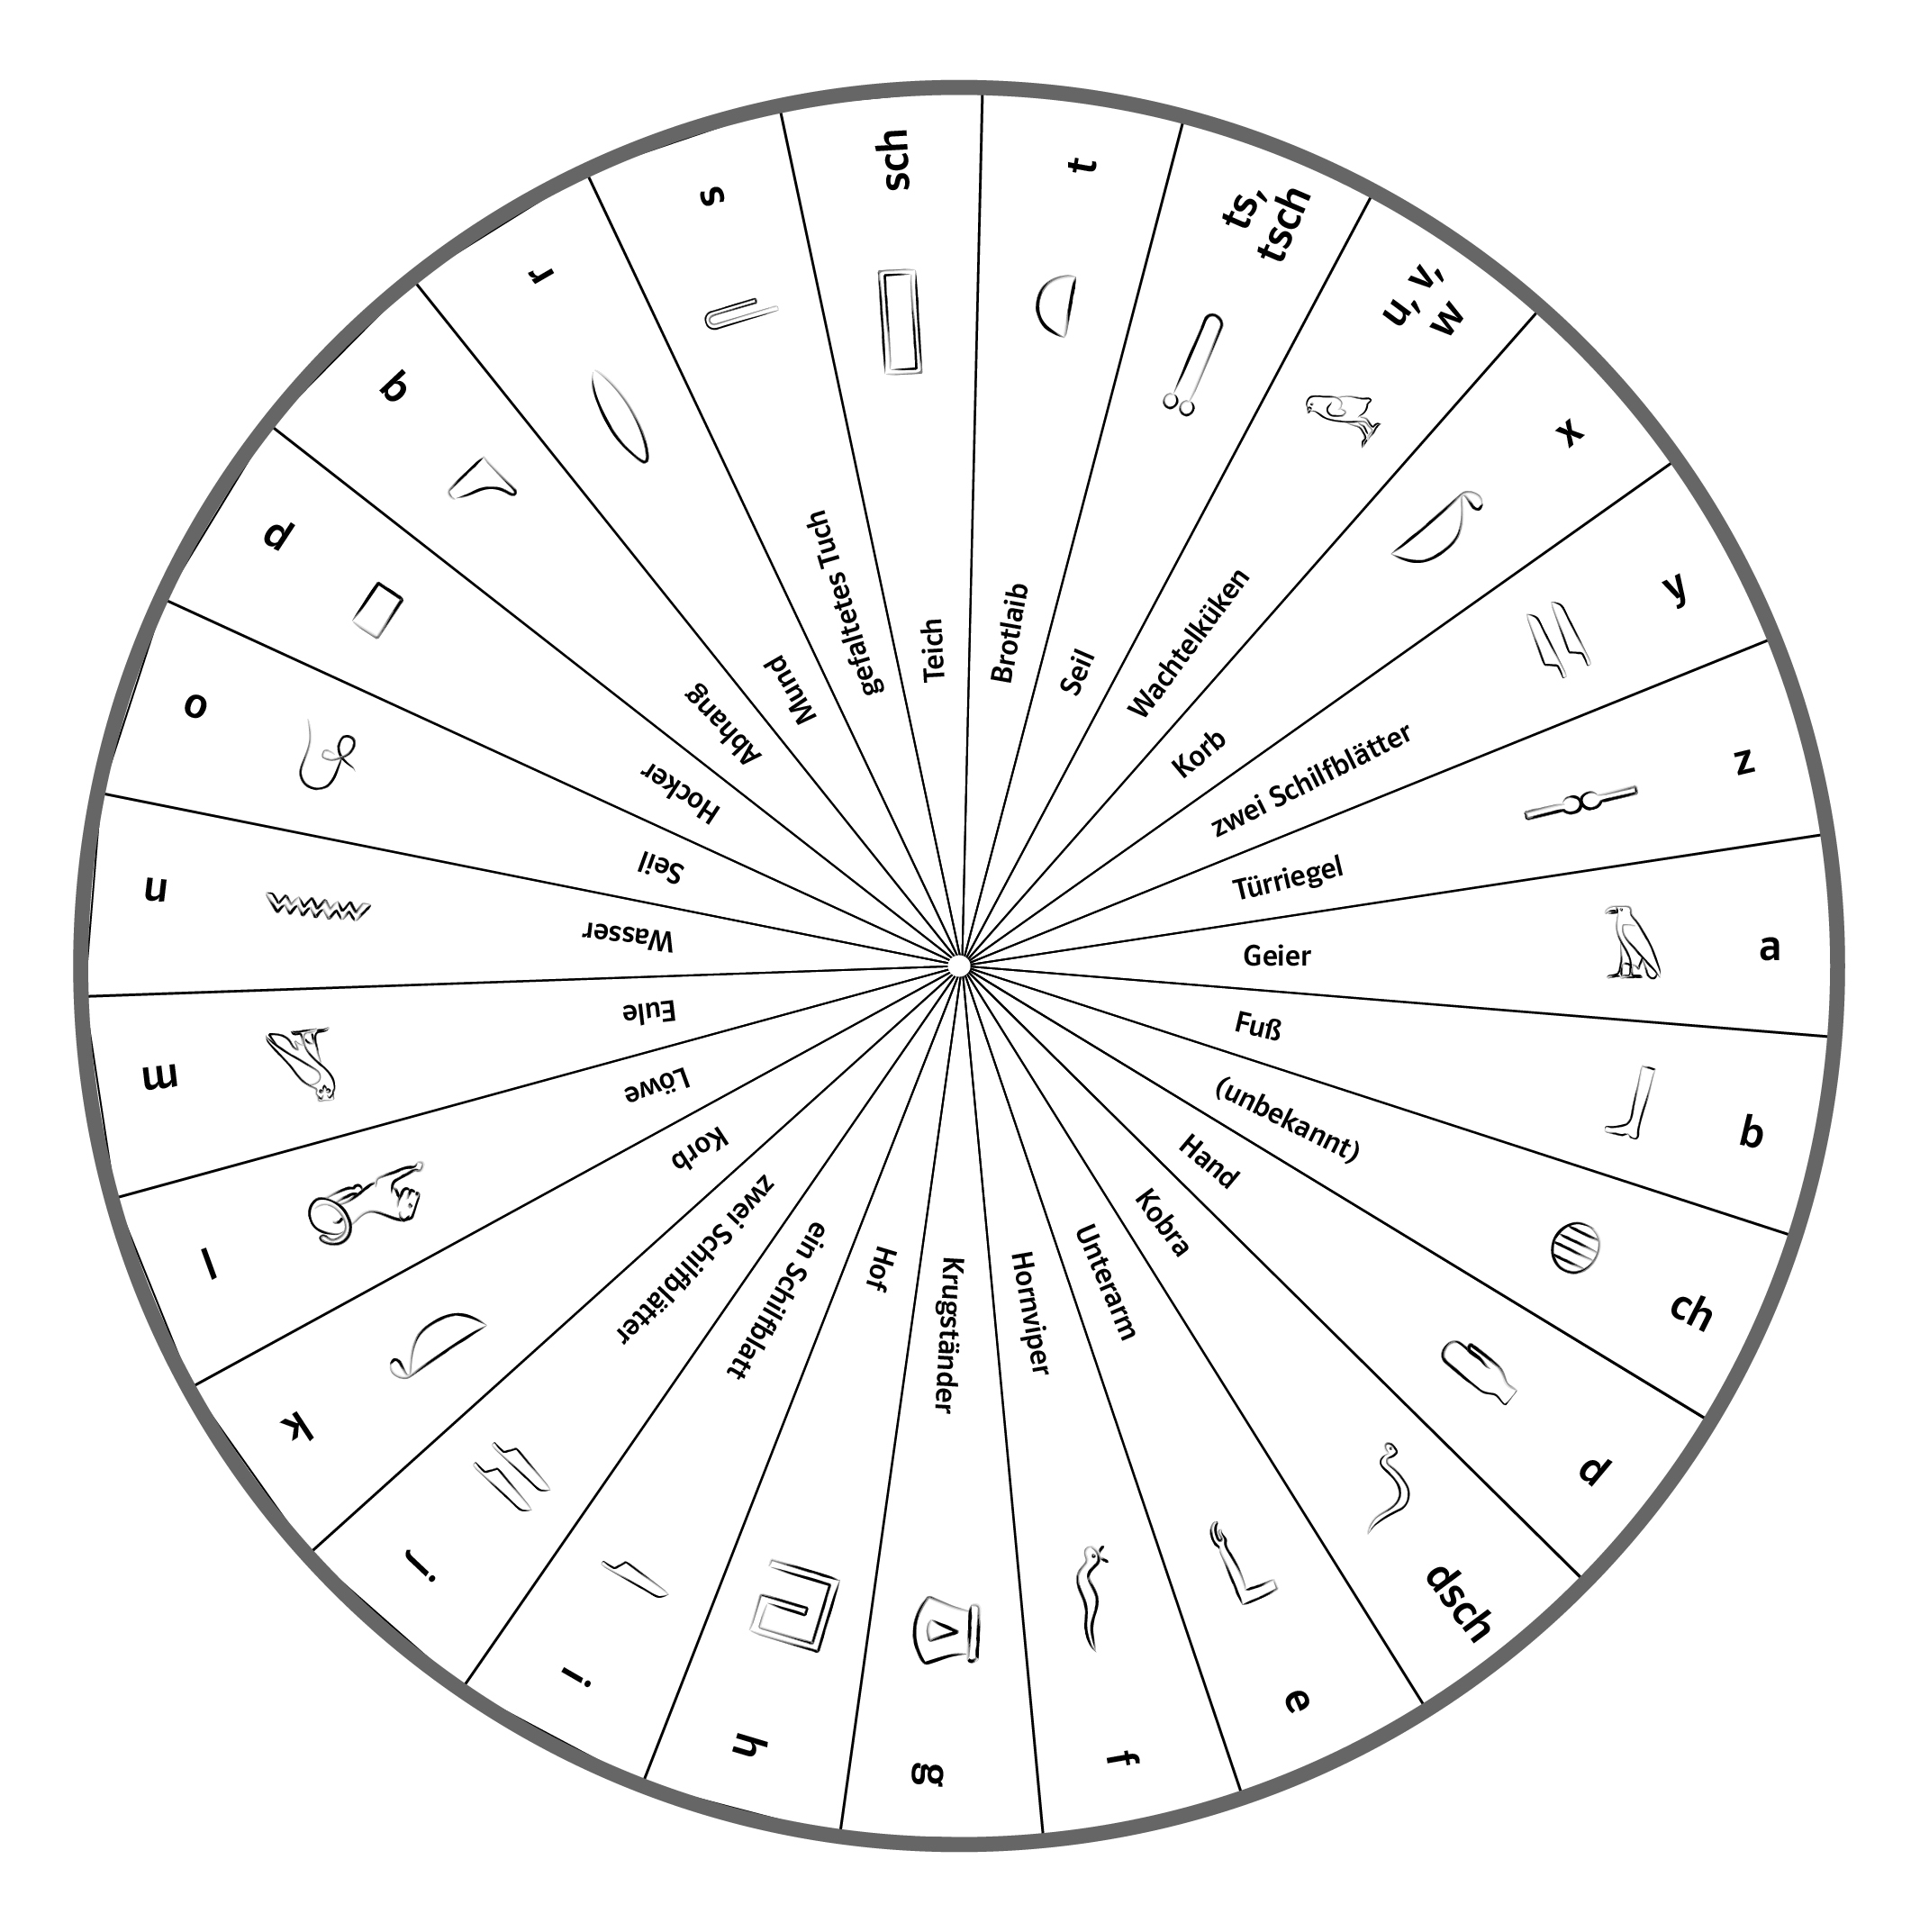 Geier
a
Fuß
b
(unbekannt)
ch
Hand
d
Kobra
dsch
Unterarm
e
Hornviper
f
Krugständer
g
Hof
h
ein Schilfblatt
i
zwei Schilfblätter
j
Korb
k
Löwe
l
Eule
m
Wasser
n
Seil
o
Hocker
p
Abhang
q
Mund
r
gefaltetes Tuch
s
Teich
sch
Brotlaib
t
Seil
ts,
tsch
Wachtelküken
u, v,
w
Korb
x
zwei Schilfblätter
y
Türriegel
z